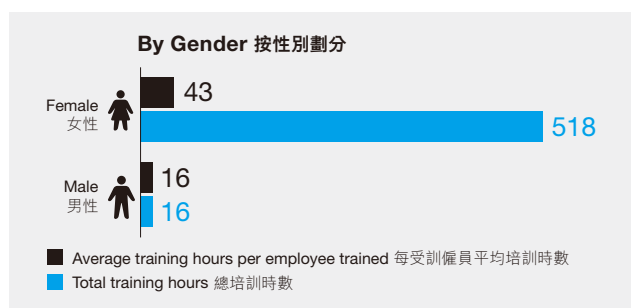 By Gender 按性別劃分
43
Female
女性
518
16
Male
男性
16
Average training hours per employee trained 每受訓僱員平均培訓時數
Total training hours 總培訓時數